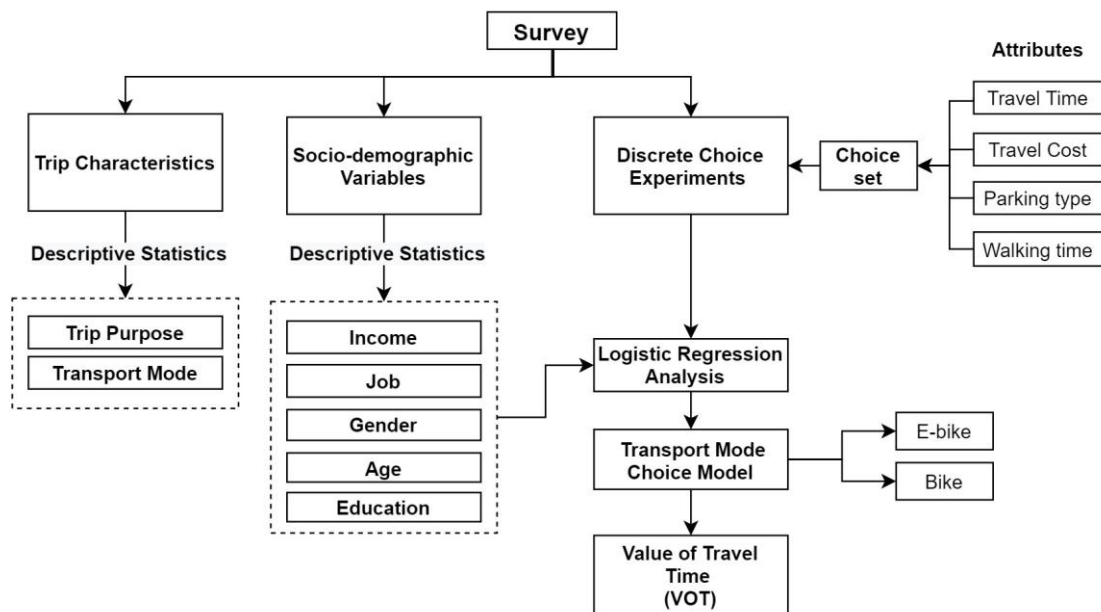 Survey
Attributes
Travel Time
Travel Cost
Parking type
Walking time
Trip Characteristics
Socio-demographic
Variables
Discrete Choice
Experiments
Choice
set
Descriptive Statistics
Descriptive Statistics
Trip Purpose
Transport Mode
Income
Job
Gender
Age
Education
Logistic Regression
Analysis
Transport Mode
Choice Model
E-bike
Bike
Value of Travel
Time
(VOT)